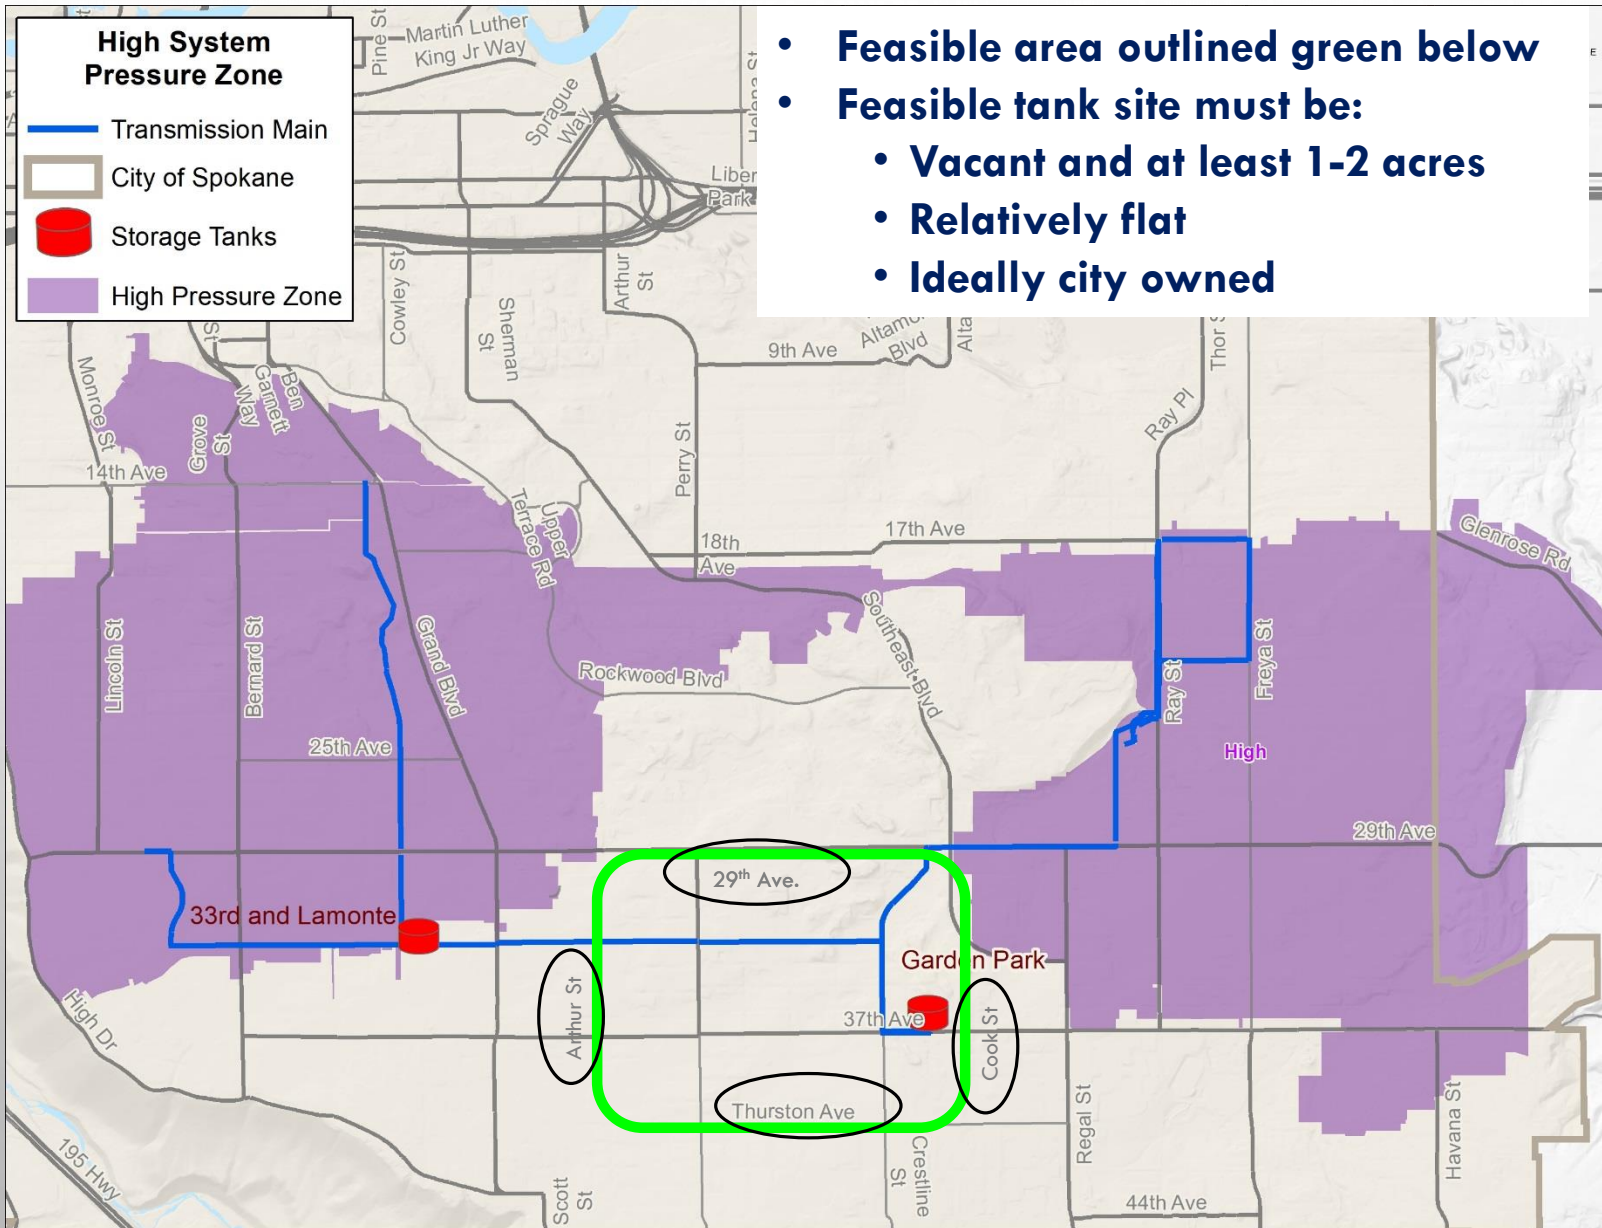 High System
Pressure Zone
Transmission Main
City of Spokane
Storage Tanks
High Pressure Zone
• Feasible area outlined green below
• Feasible tank site must be:
• Vacant and at least 1-2 acres
• Relatively flat
• Ideally city owned
Pine St
Martin Luther
King Jr Way
Sprague
Way
Helena St
Liber
Park
E
Cowley St
Sherman
St
Arthur
St
9th Ave
Altamo
Blvd
Alta
Thor S
Ray Pl
Monroe St
Grove
St
St
Garnett
Way
Ben
14th Ave
Perry St
Upper
Terrace Rd
18th
Ave
17th Ave
Glenrose Rd
Lincoln St
Bernard St
Grand Blvd
Southeast Blvd
Rockwood Blvd
Ray St
Freya St
25th Ave
High
29th Ave
29th Ave.
33rd and Lamonte
Garden Park
37th Ave
Arthur St
Cook St
High Dr
Thurston Ave
Regal St
Havana St
195 Hwy
Scott
St
Crestline
St
44th Ave